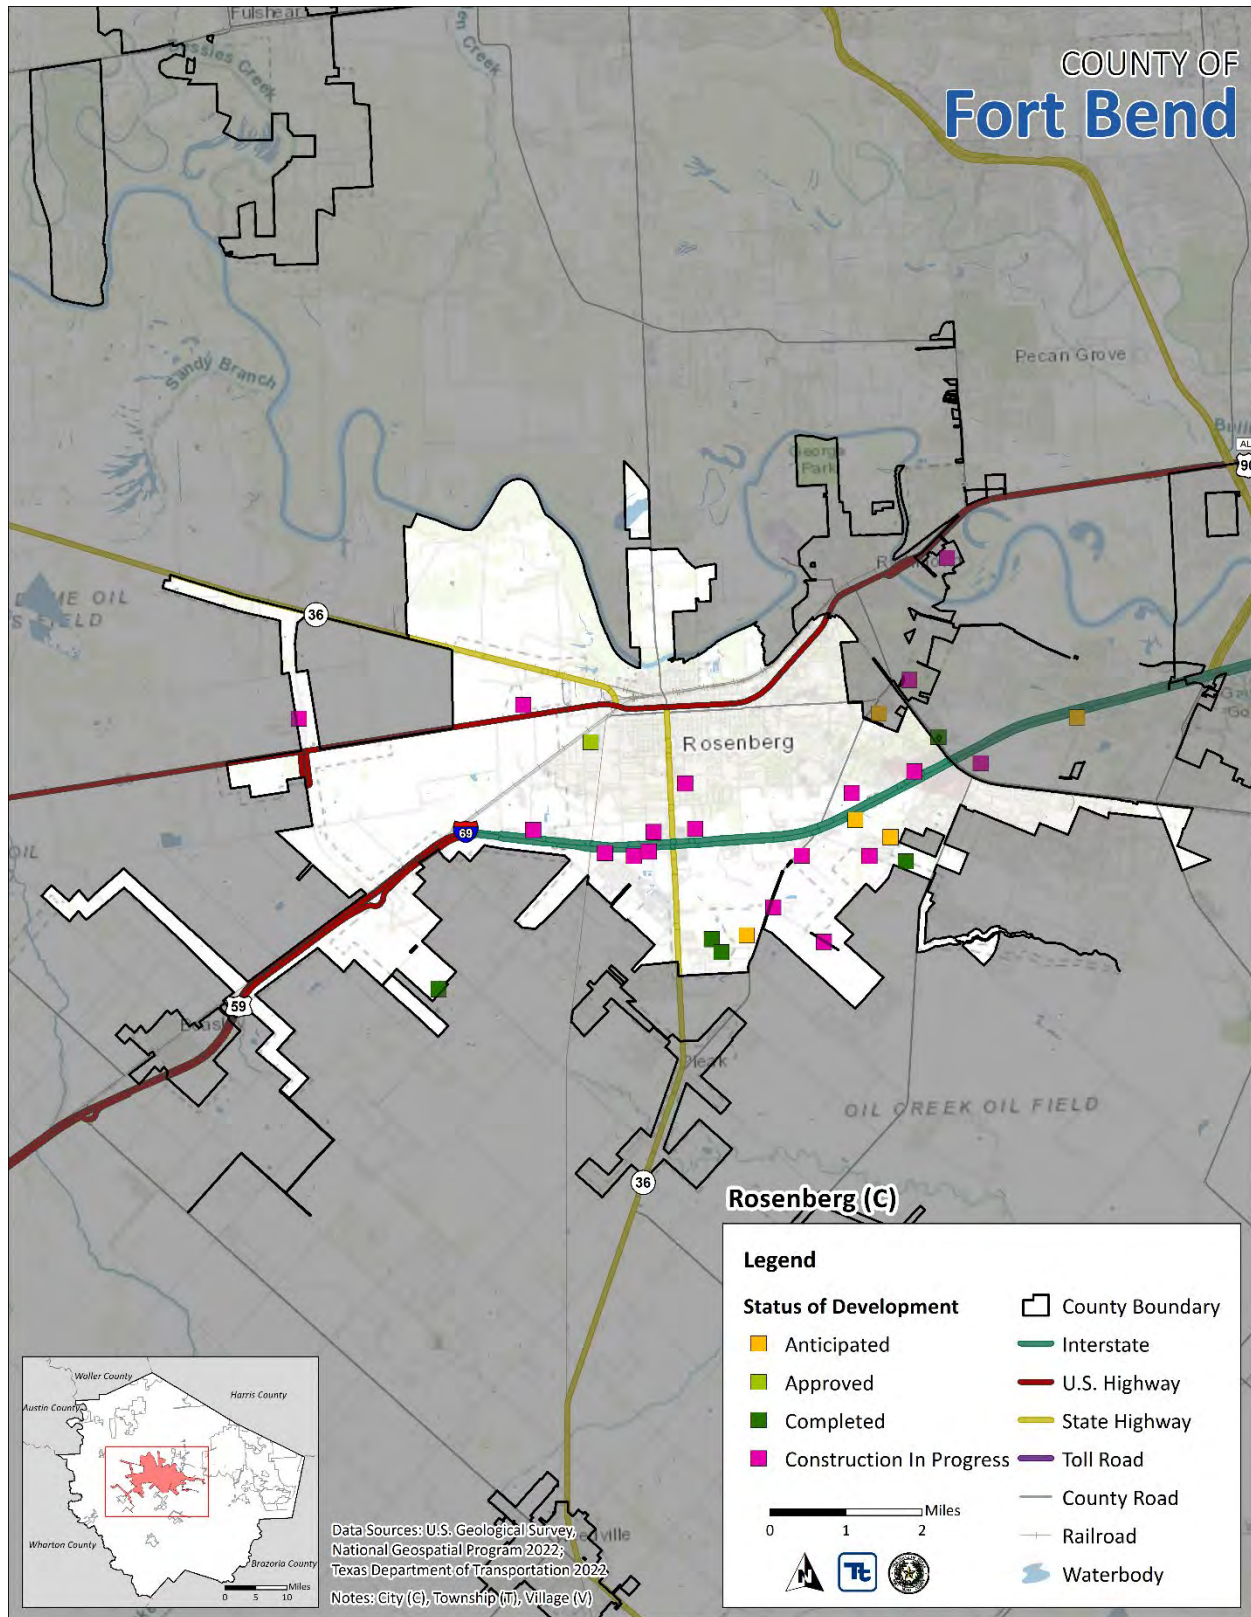 Fulshear
COUNTY OF
Fort Bend
Sandy Branch
Pecan Grove
George
Park
AL
90
36
Rosenberg
69
59
OIL CREEK OIL FIELD
36
Rosenberg (C)
Legend
Status of Development
Anticipated
Approved
Completed
Construction In Progress
0 1 2 Miles
County Boundary
Interstate
U.S. Highway
State Highway
Toll Road
County Road
Railroad
Waterbody
Waller County
Harris County
Austin County
Wharton County
Brazoria County
0 5 10 Miles
Data Sources: U.S. Geological Survey,
National Geospatial Program 2022;
Texas Department of Transportation 2022
Notes: City (C), Township (T), Village (V)
N
Tt